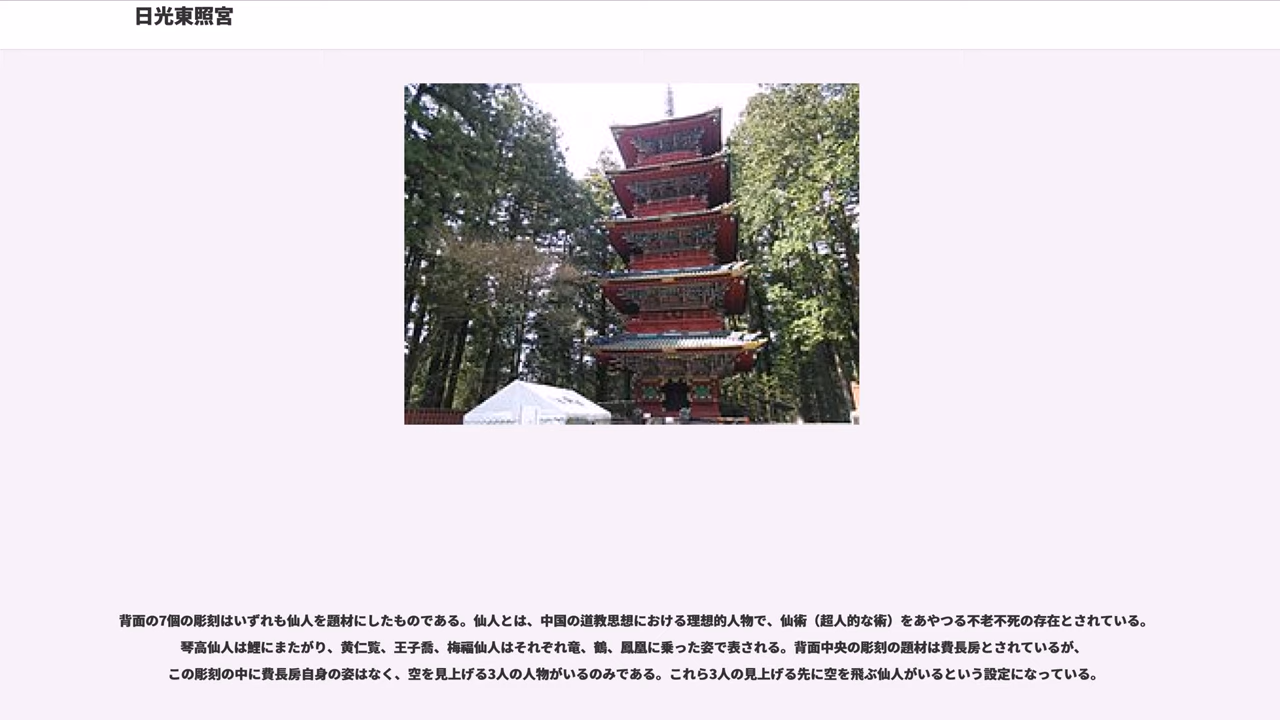 日光東照宮
背面の7個の彫刻はいずれも仙人を題材にしたものである。仙人とは、中国の道教思想における理想的人物で、仙術（超人的な術）をあやつる不老不死の存在とされている。
琴高仙人は鯉にまたがり、黄仁覧、王子喬、梅福仙人はそれぞれ竜、鶴、鳳凰に乗った姿で表される。背面中央の彫刻の題材は費長房とされているが、
この彫刻の中に費長房自身の姿はなく、空を見上げる3人の人物がいるのみである。これら3人の見上げる先に空を飛ぶ仙人がいるという設定になっている。